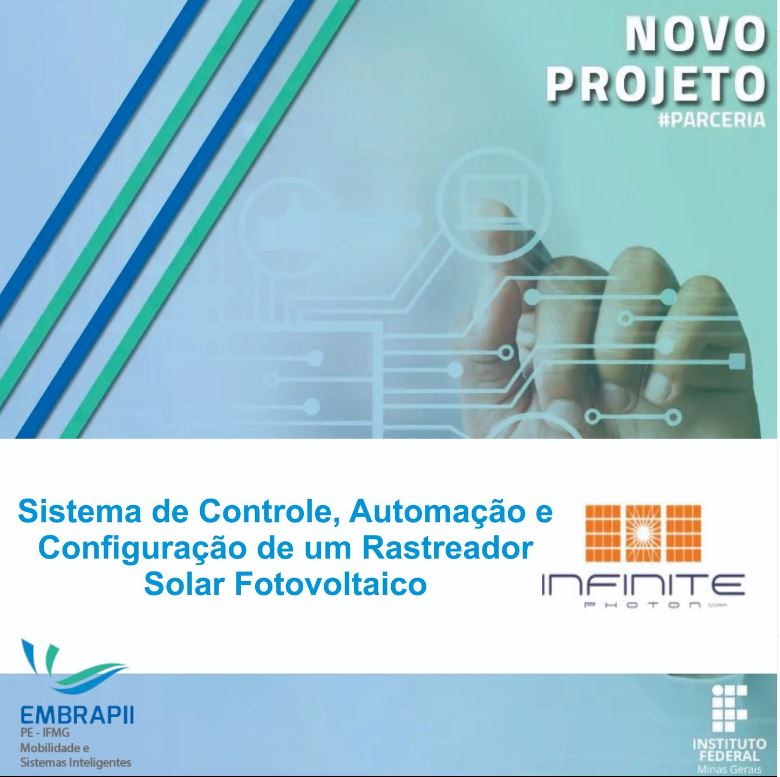 NOVO
PROJETO
#PARCERIA
Sistema de Controle, Automação e
Configuração de um Rastreador
Solar Fotovoltaico
INFINITE
PHOTON CORP
EMBRAPII
PE - IFMG
Mobilidade e
Sistemas Inteligentes
INSTITUTO
FEDERAL
Minas Gerais